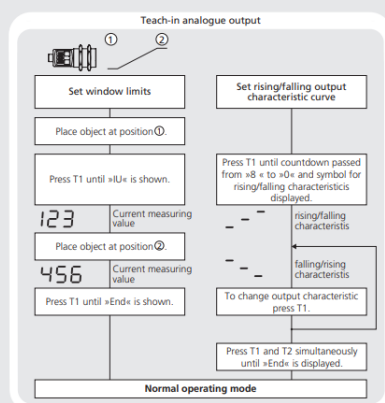 Teach-in analogue output
① ②
Set window limits
Place object at position①.
Press T1 until »IU« is shown.
123
Current measuring
value
Place object at position②.
456
Current measuring
value
Press T1 until »End« is shown.
Set rising/falling output
characteristic curve
Press T1 until countdown passed
from »8 « to »0« and symbol for
rising/falling characteristicis
displayed.
rising/falling
characteristis
falling/rising
characteristis
To change output characteristic
press T1.
Press T1 and T2 simultaneously
until »End« is displayed.
Normal operating mode